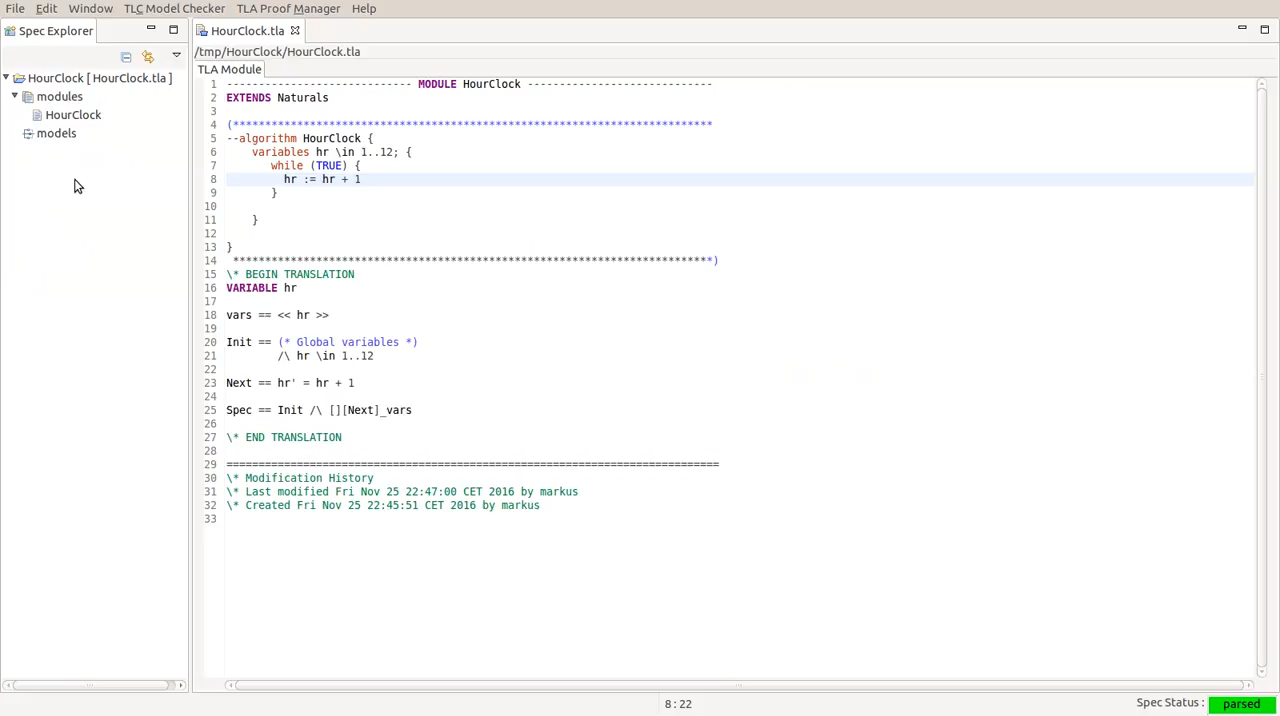 File Edit Window TLC Model Checker TLA Proof Manager Help
Spec Explorer
HourClock [ HourClock.tla ]
modules
HourClock
models
HourClock.tla
/tmp/HourClock/HourClock.tla
TLA Module
1 ---------------------------- MODULE HourClock ----------------------------
2 EXTENDS Naturals
3
4 (***************************************************************************
5 --algorithm HourClock {
6     variables hr \in 1..12; {
7        while (TRUE) {
8          hr := hr + 1
9        }
10
11     }
12
13 }
14  ***************************************************************************)
15 \* BEGIN TRANSLATION
16 VARIABLE hr
17
18 vars == << hr >>
19
20 Init == (* Global variables *)
21         /\ hr \in 1..12
22
23 Next == hr' = hr + 1
24
25 Spec == Init /\ [][Next]_vars
26
27 \* END TRANSLATION
28
29 =============================================================================
30 \* Modification History
31 \* Last modified Fri Nov 25 22:47:00 CET 2016 by markus
32 \* Created Fri Nov 25 22:45:51 CET 2016 by markus
33
8 : 22
Spec Status : parsed